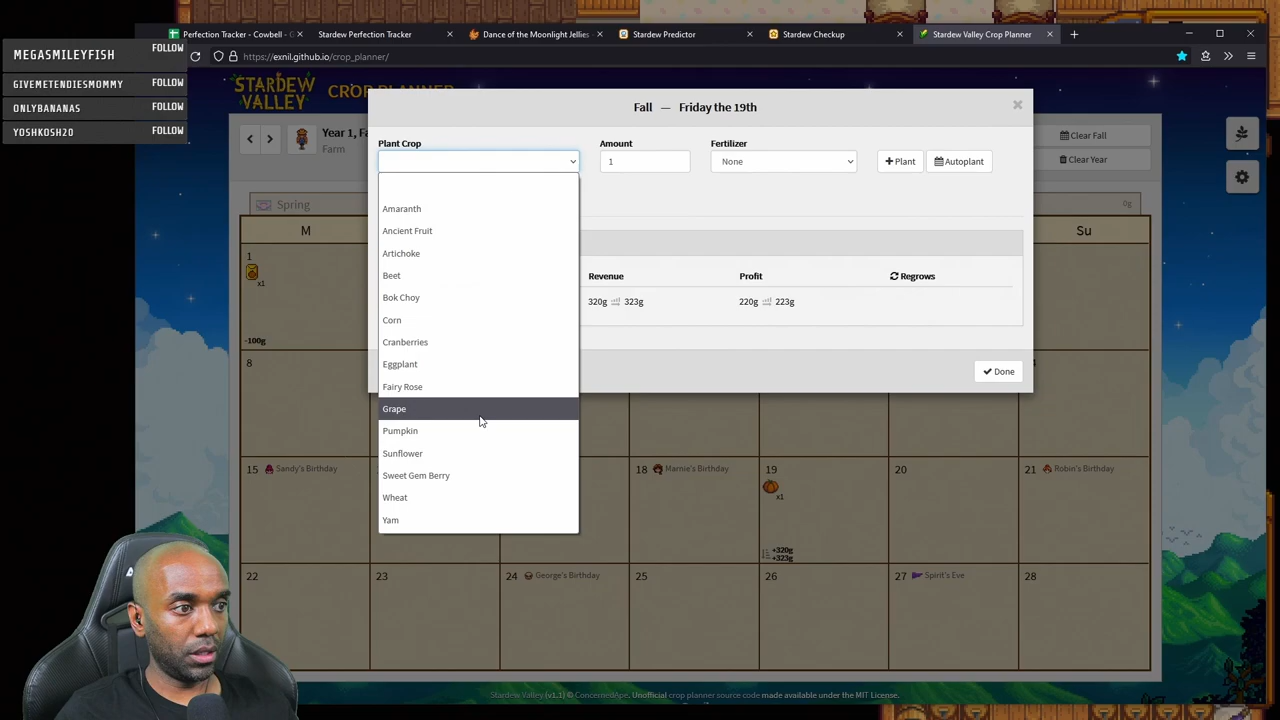 MEGASMILEYFISH FOLLOW
GIVEMETENDIESMOMMY FOLLOW
ONLYBANANAS FOLLOW
YOSHKOSH20 FOLLOW
Perfection Tracker - Cowbell - G
Stardew Perfection Tracker
Dance of the Moonlight Jellies
Stardew Predictor
Stardew Checkup
Stardew Valley Crop Planner
https://exnil.github.io/crop_planner/
STARDEW VALLEY
CROP
Year 1, Fa
Farm
Clear Fall
Clear Year
Spring
0g
Fall — Friday the 19th
Plant Crop
Amount
Fertilizer
1
None
Plant
Autoplant
Amaranth
Ancient Fruit
Artichoke
Beet
Bok Choy
Corn
Cranberries
Eggplant
Fairy Rose
Grape
Pumpkin
Sunflower
Sweet Gem Berry
Wheat
Yam
Revenue
Profit
Regrows
320g 323g
220g 223g
Done
M
Su
1
x1
-100g
8
15 Sandy's Birthday
18 Marnie's Birthday
19
x1
+320g
+323g
20
21 Robin's Birthday
22
23
24 George's Birthday
25
26
27 Spirit's Eve
28
Stardew Valley (v1.1) © ConcernedApe. Unofficial crop planner source code made available under the MIT License.